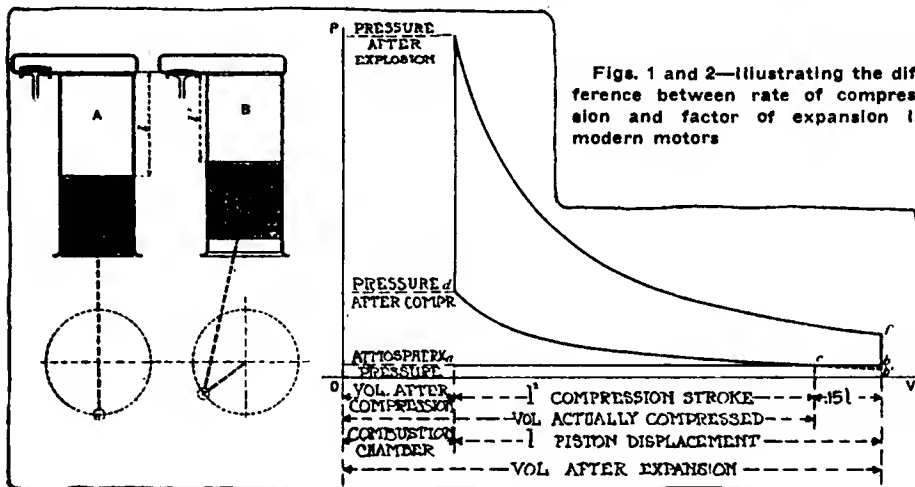 P
PRESSURE
AFTER
EXPLOSION
Figs. 1 and 2—Illustrating the dif
ference between rate of compres
sion and factor of expansion
modern motors
A
B
l
l'
PRESSURE d
AFTER COMPR
f
ATMOSPHERIC
PRESSURE
c
O
V
VOL. AFTER
COMPRESSION
COMPRESSION STROKE
.15 l
VOL ACTUALLY COMPRESSED
COMBUSTION
CHAMBER
l PISTON DISPLACEMENT
VOL AFTER EXPANSION